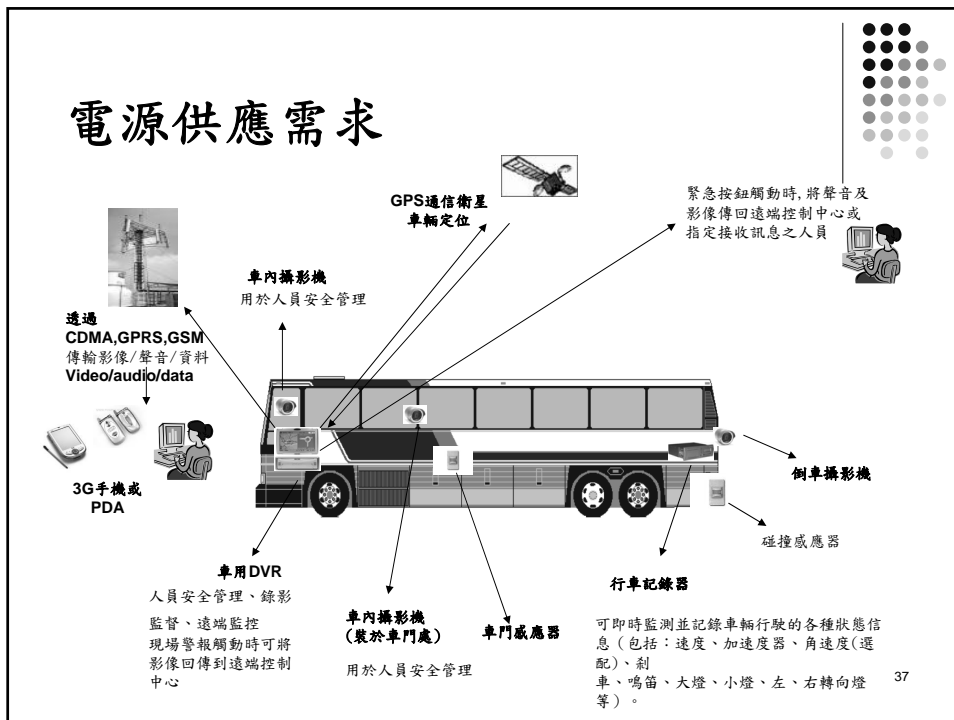 電源供應需求
GPS通信衛星
車輛定位
緊急按鈕觸動時,將聲音及
影像傳回遠端控制中心或
指定接收訊息之人員
車內攝影機
用於人員安全管理
透過
CDMA,GPRS,GSM
傳輸影像/聲音/資料
Video/audio/data
3G手機或
PDA
倒車攝影機
碰撞感應器
車用DVR
人員安全管理、錄影
監督、遠端監控
現場警報觸動時可將
影像回傳到遠端控制
中心
車內攝影機
(裝於車門處)
用於人員安全管理
車門感應器
行車記錄器
可即時監測並記錄車輛行駛的各種狀態信
息（包括：速度、加速度器、角速度(選
配)、剎
車、鳴笛、大燈、小燈、左、右轉向燈
等）。
37